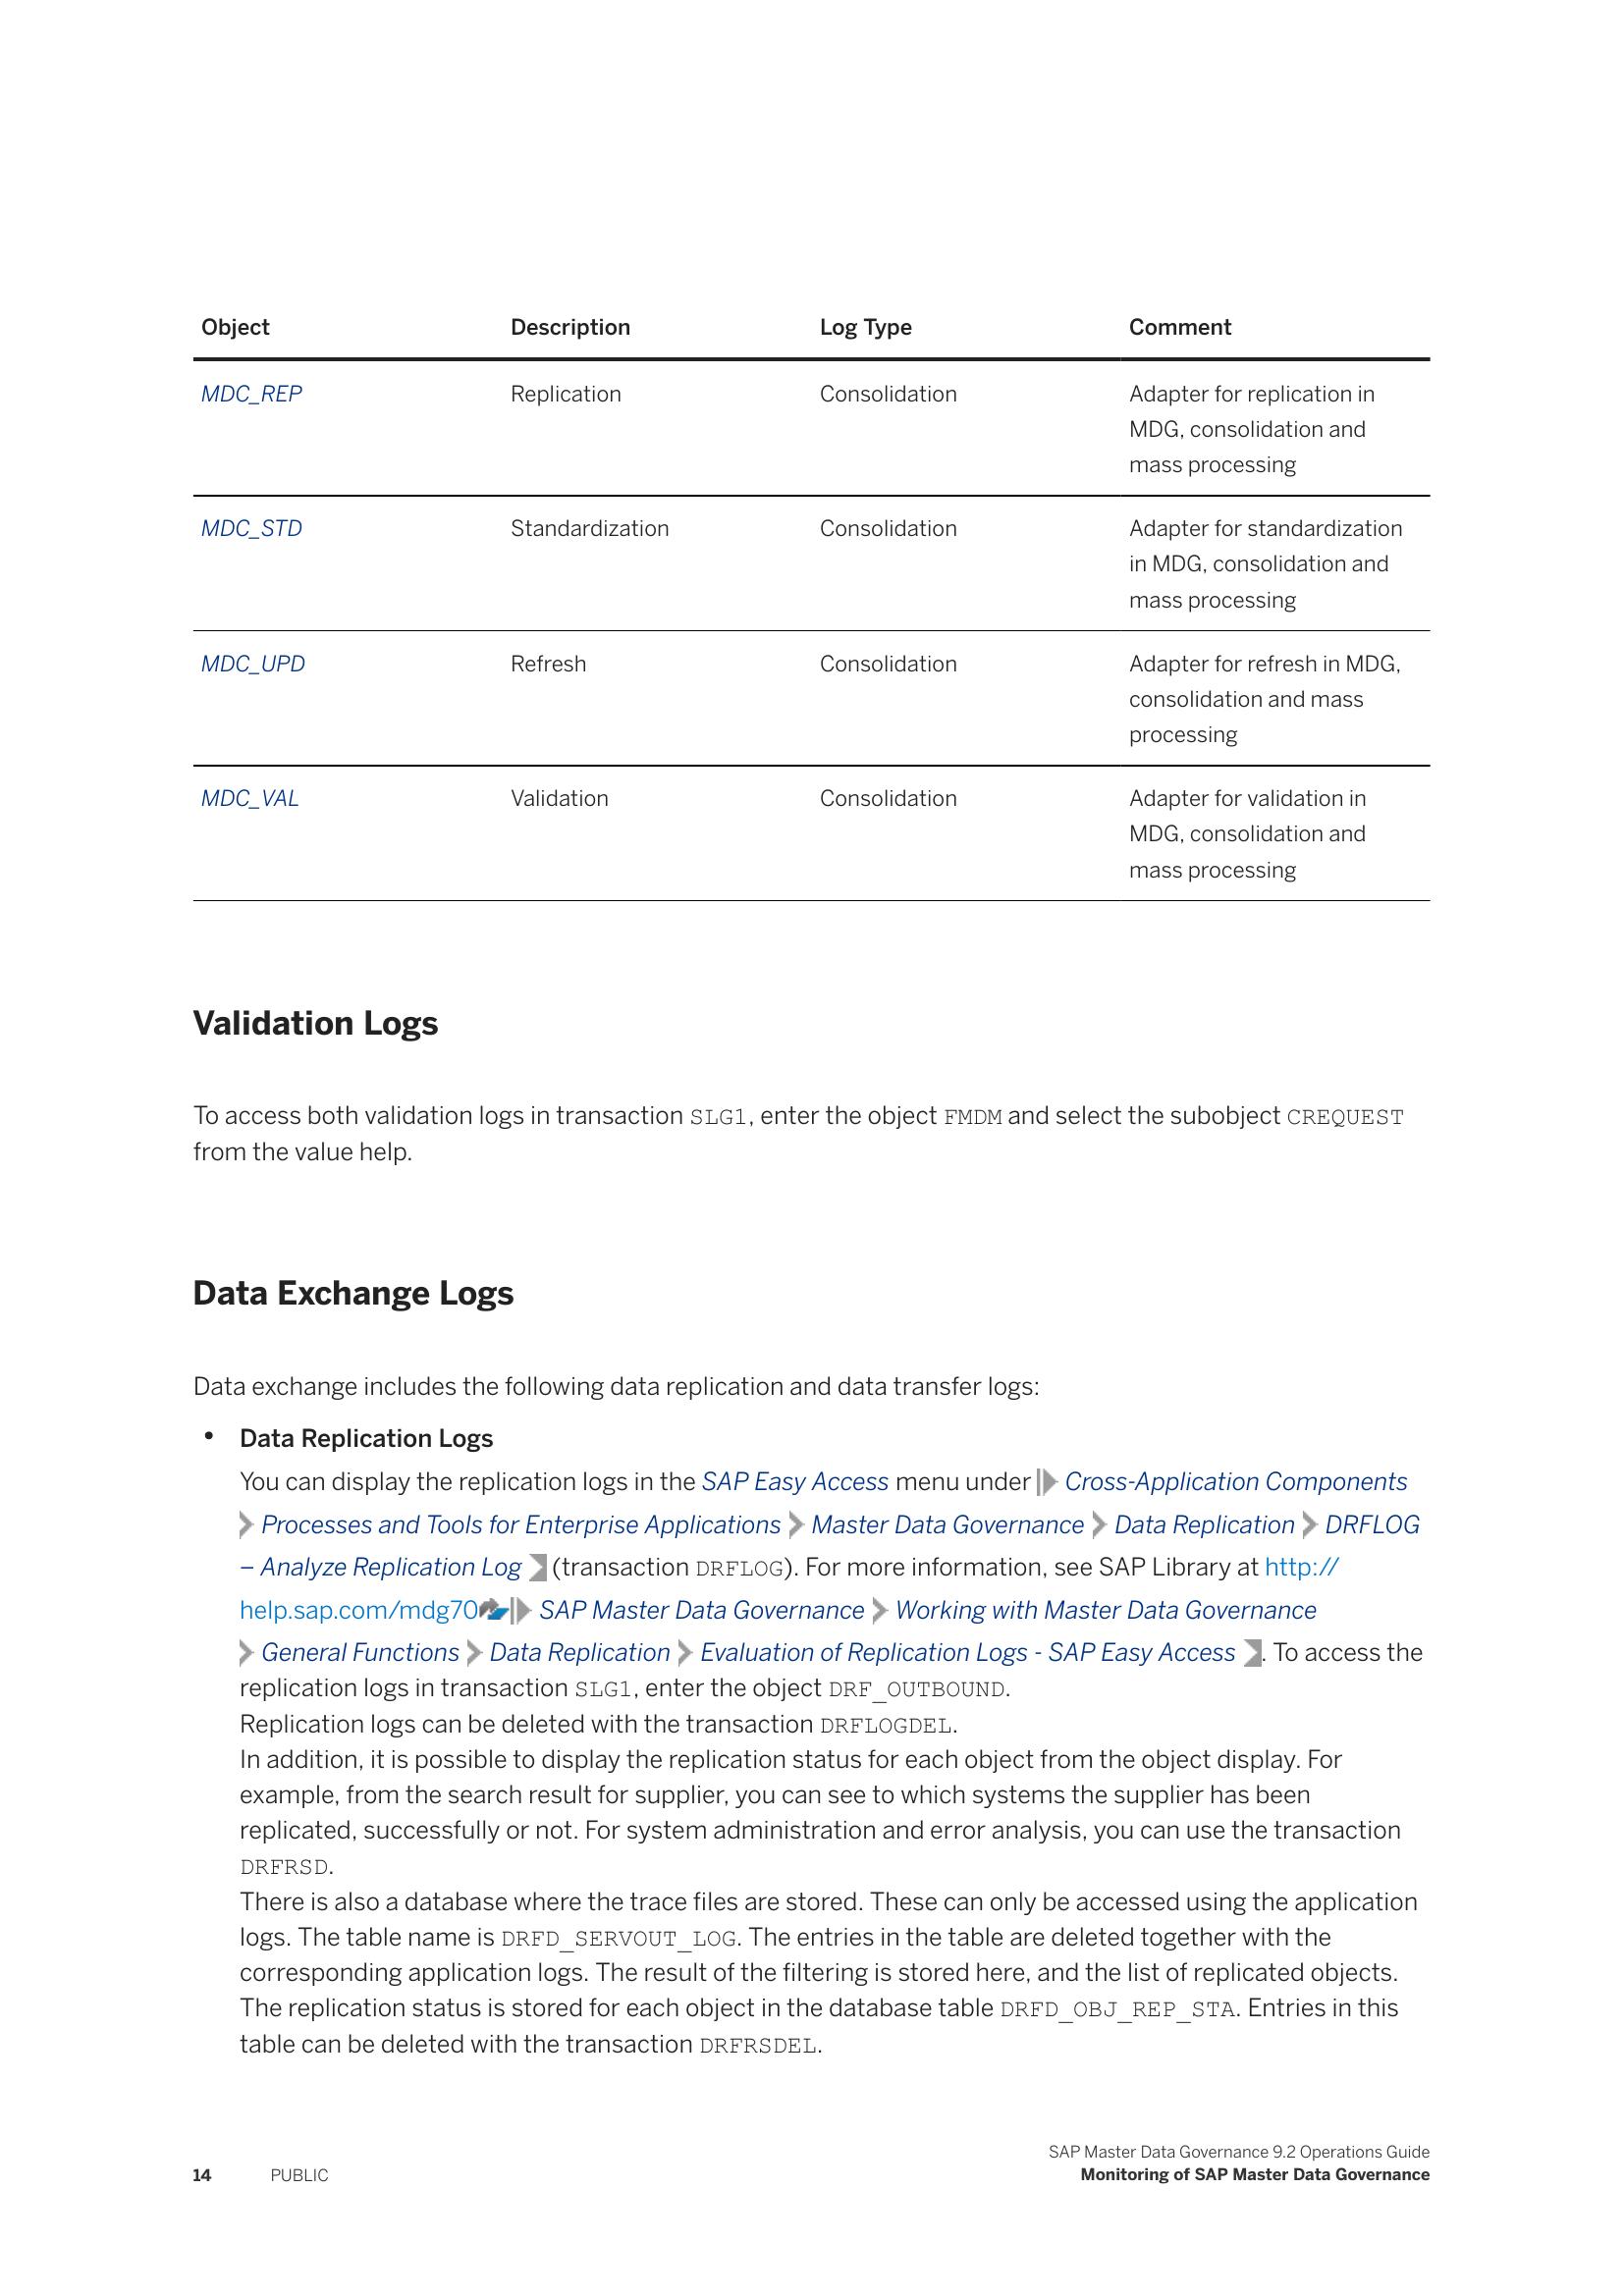 Object Description Log Type Comment
MDC_REP Replication Consolidation Adapter for replication in
MDG, consolidation and
mass processing
MDC_STD Standardization Consolidation Adapter for standardization
in MDG, consolidation and
mass processing
MDC_UPD Refresh Consolidation Adapter for refresh in MDG,
consolidation and mass
processing
MDC_VAL Validation Consolidation Adapter for validation in
MDG, consolidation and
mass processing
Validation Logs
To access both validation logs in transaction SLG1, enter the object FMDM and select the subobject CREQUEST
from the value help.
Data Exchange Logs
Data exchange includes the following data replication and data transfer logs:
• Data Replication Logs
You can display the replication logs in the SAP Easy Access menu under Cross-Application Components
Processes and Tools for Enterprise Applications Master Data Governance Data Replication DRFLOG
– Analyze Replication Log (transaction DRFLOG). For more information, see SAP Library at http://
help.sap.com/mdg70 SAP Master Data Governance Working with Master Data Governance
General Functions Data Replication Evaluation of Replication Logs - SAP Easy Access . To access the
replication logs in transaction SLG1, enter the object DRF_OUTBOUND.
Replication logs can be deleted with the transaction DRFLOGDEL.
In addition, it is possible to display the replication status for each object from the object display. For
example, from the search result for supplier, you can see to which systems the supplier has been
replicated, successfully or not. For system administration and error analysis, you can use the transaction
DRFRSD.
There is also a database where the trace files are stored. These can only be accessed using the application
logs. The table name is DRFD_SERVOUT_LOG. The entries in the table are deleted together with the
corresponding application logs. The result of the filtering is stored here, and the list of replicated objects.
The replication status is stored for each object in the database table DRFD_OBJ_REP_STA. Entries in this
table can be deleted with the transaction DRFRSDEL.
SAP Master Data Governance 9.2 Operations Guide
14 PUBLIC Monitoring of SAP Master Data Governance